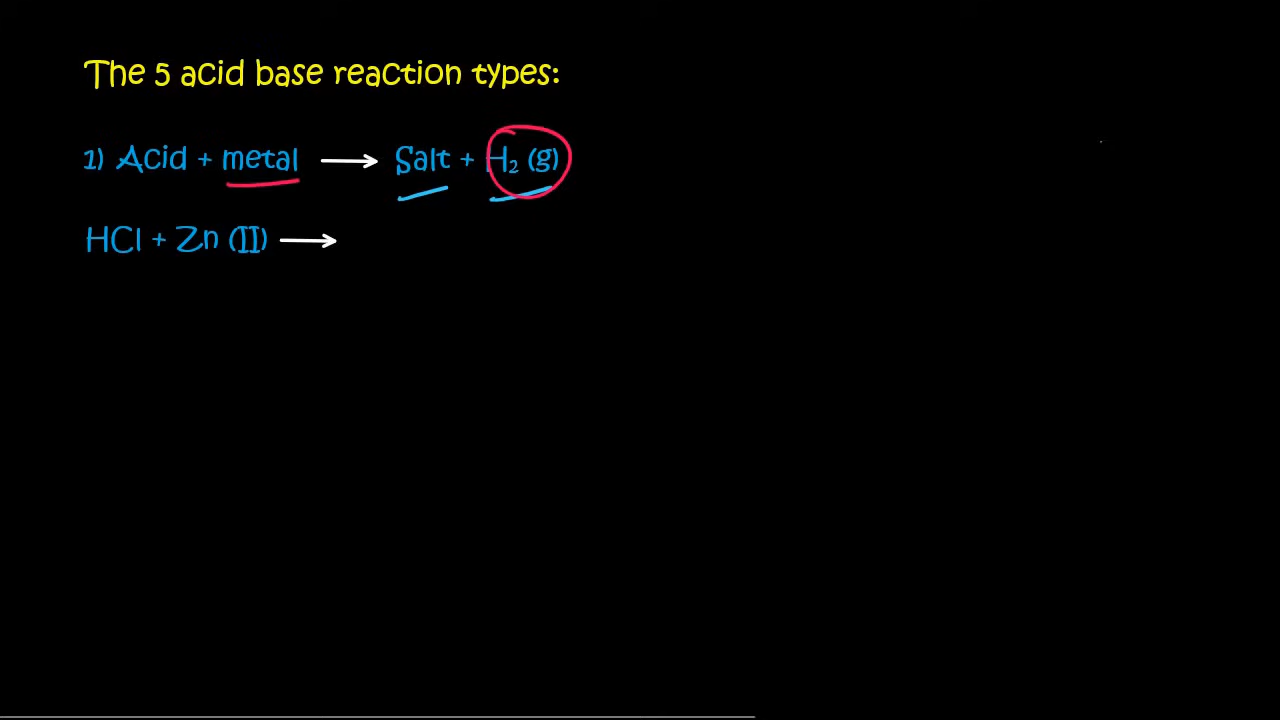 The 5 acid base reaction types:
1) Acid + metal → Salt + H₂ (g)
HCl + Zn (II) →